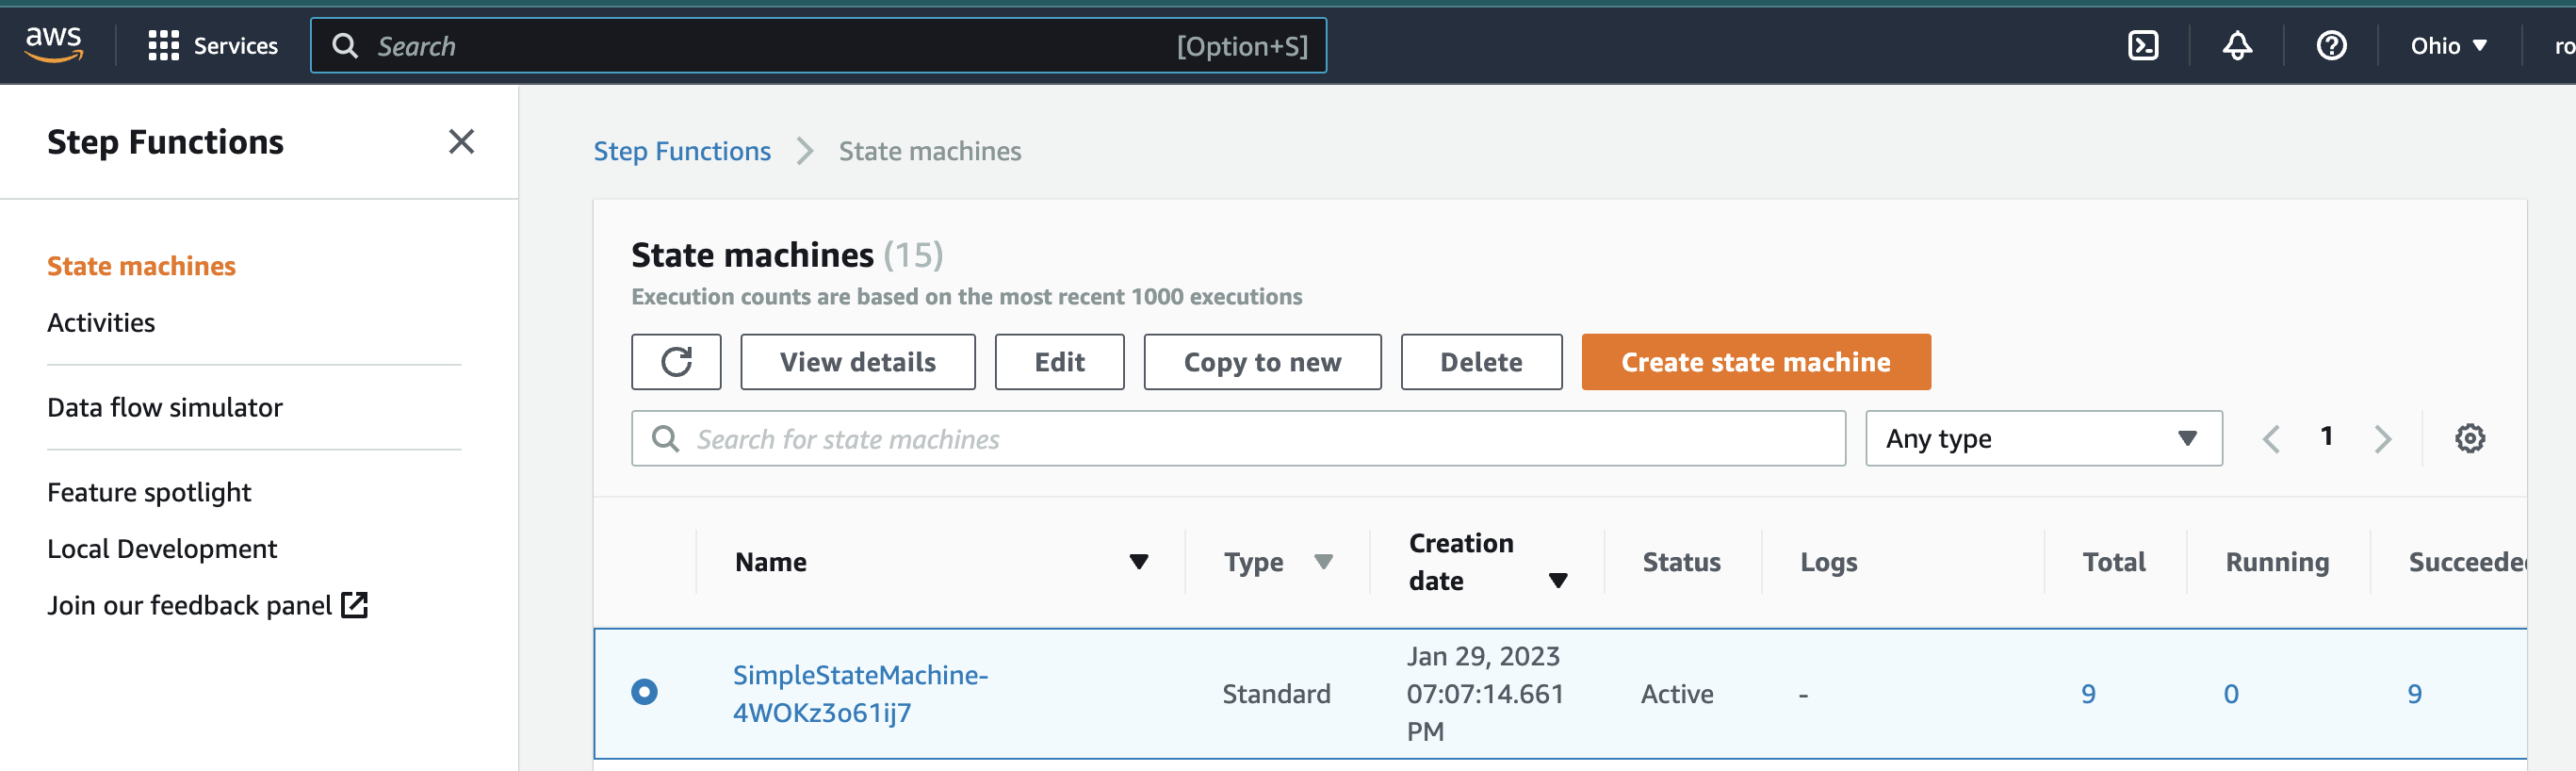 aws
Services
Search
[Option+S]
Ohio
Step Functions
State machines
Activities
Data flow simulator
Feature spotlight
Local Development
Join our feedback panel
Step Functions
State machines
State machines (15)
Execution counts are based on the most recent 1000 executions
View details
Edit
Copy to new
Delete
Create state machine
Search for state machines
Any type
1
Name
Type
Creation
date
Status
Logs
Total
Running
Succeeded
SimpleStateMachine-
4WOKz3o61ij7
Standard
Jan 29, 2023
07:07:14.661
PM
Active
-
9
0
9